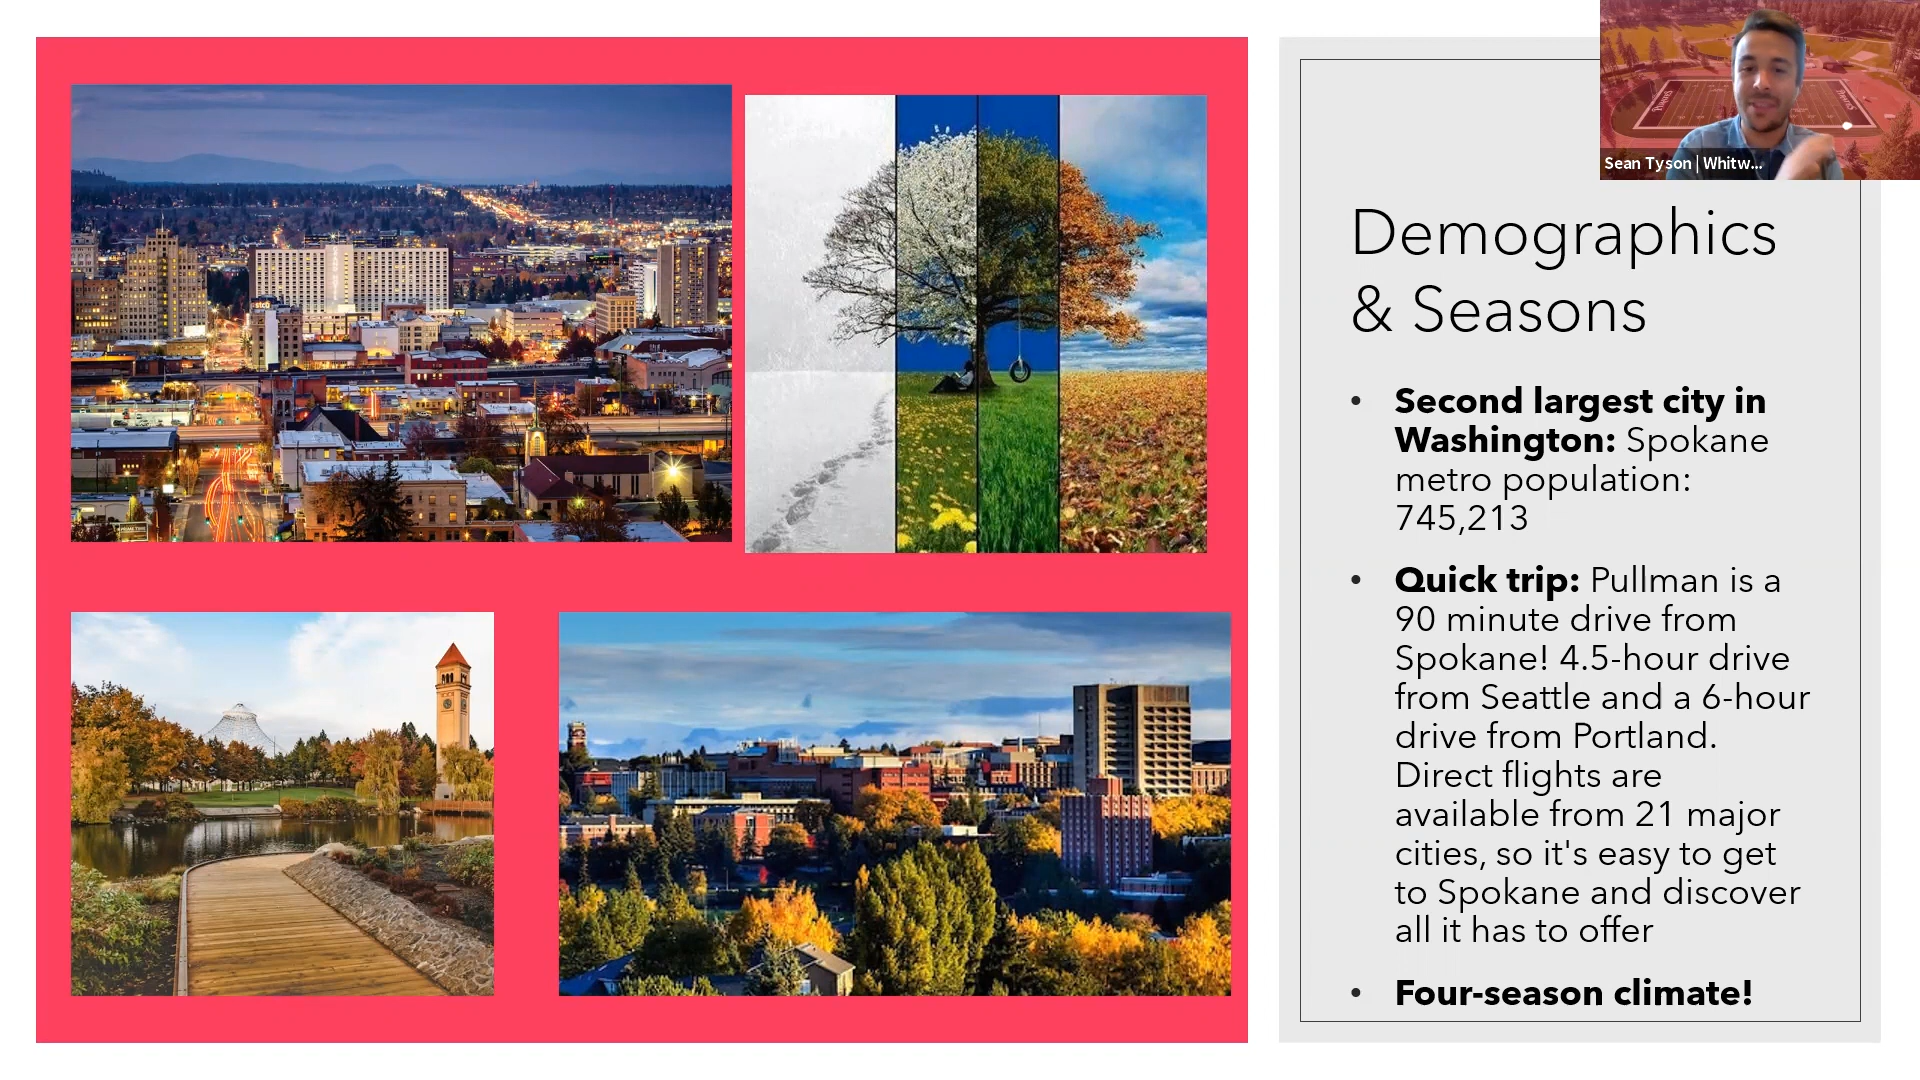 Sean Tyson | Whitw...
Demographics
& Seasons
• Second largest city in
Washington: Spokane
metro population:
745,213
• Quick trip: Pullman is a
90 minute drive from
Spokane! 4.5-hour drive
from Seattle and a 6-hour
drive from Portland.
Direct flights are
available from 21 major
cities, so it's easy to get
to Spokane and discover
all it has to offer
• Four-season climate!
stcu